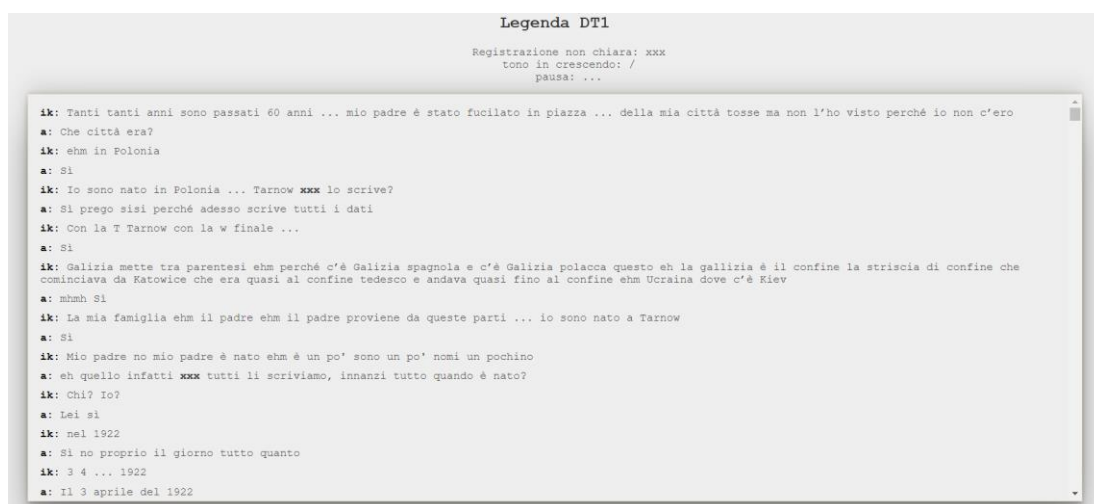 Legenda DT1
Registrazione non chiara: xxx
tono in crescendo: /
pausa: ...
ik: Tanti tanti anni sono passati 60 anni ... mio padre è stato fucilato in piazza ... della mia città tosse ma non l'ho visto perché io non c'ero
a: Che città era?
ik: ehm in Polonia
a: Sì
ik: Io sono nato in Polonia ... Tarnow xxx lo scrive?
a: Sì prego sisi perché adesso scrive tutti i dati
ik: Con la T Tarnow con la w finale ...
a: Sì
ik: Galizia mette tra parentesi ehm perché c'è Galizia spagnola e c'è Galizia polacca questo eh la gallizia è il confine la striscia di confine che
cominciava da Katowice che era quasi al confine tedesco e andava quasi fino al confine ehm Ucraina dove c'è Kiev
a: mhmh Sì
ik: La mia famiglia ehm il padre ehm il padre proviene da queste parti ... io sono nato a Tarnow
a: Sì
ik: Mio padre no mio padre è nato ehm è un po' sono un po' nomi un pochino
a: eh quello infatti xxx tutti li scriviamo, innanzi tutto quando è nato?
ik: Chi? Io?
a: Lei sì
ik: nel 1922
a: Sì no proprio il giorno tutto quanto
ik: 3 4 ... 1922
a: Il 3 aprile del 1922